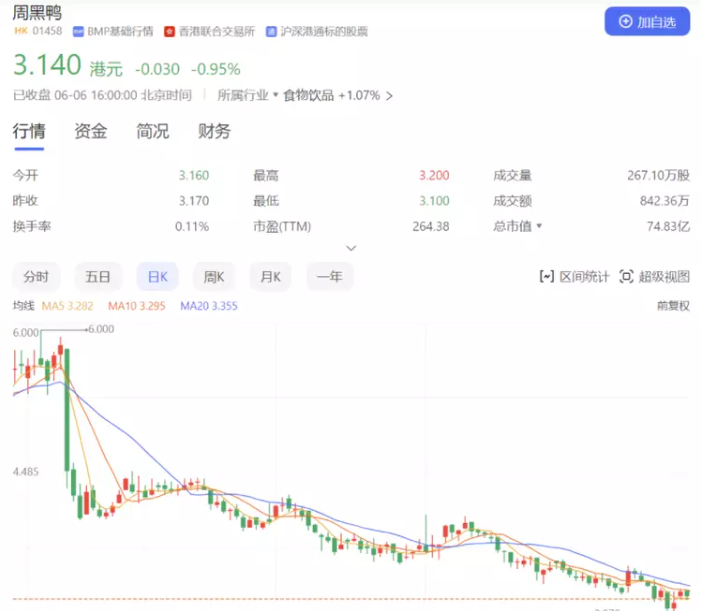 周黑鸭
HK 01458 BMP基础行情 香港联合交易所 通 沪深港通标的股票
加自选
3.140 港元 -0.030 -0.95%
已收盘 06-06 16:00:00 北京时间 所属行业 食物饮品 +1.07% >
行情 资金 简况 财务
今开 3.160 最高 3.200 成交量 267.10万股
昨收 3.170 最低 3.100 成交额 842.36万
换手率 0.11% 市盈(TTM) 264.38 总市值 74.83亿
分时 五日 日K 周K 月K 一年 区间统计 超级视图
均线 MA5 3.282 MA10 3.295 MA20 3.355 前复权
6.000 6.000
4.485